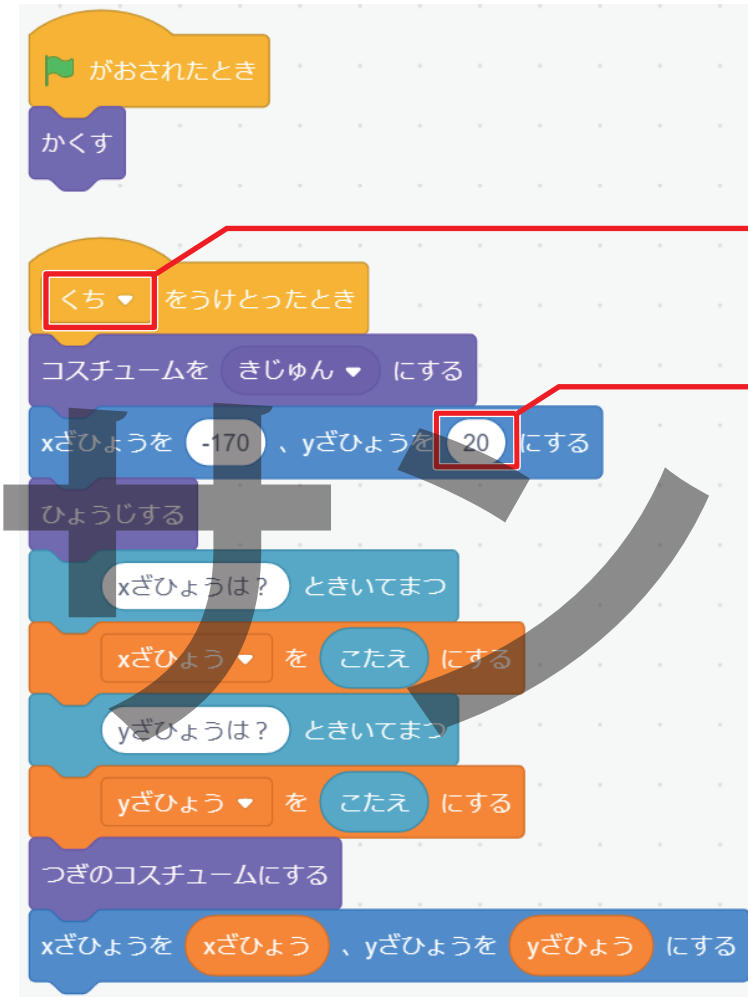 がおされたとき
かくす
くち をうけとったとき
コスチュームを きじゅん にする
xざひょうを -170 、yざひょうを 20 にする
ひょうじする
xざひょうは？ ときいてまつ
xざひょう を こたえ にする
yざひょうは？ ときいてまつ
yざひょう を こたえ にする
つぎのコスチュームにする
xざひょうを xざひょう 、yざひょうを yざひょう にする
サン